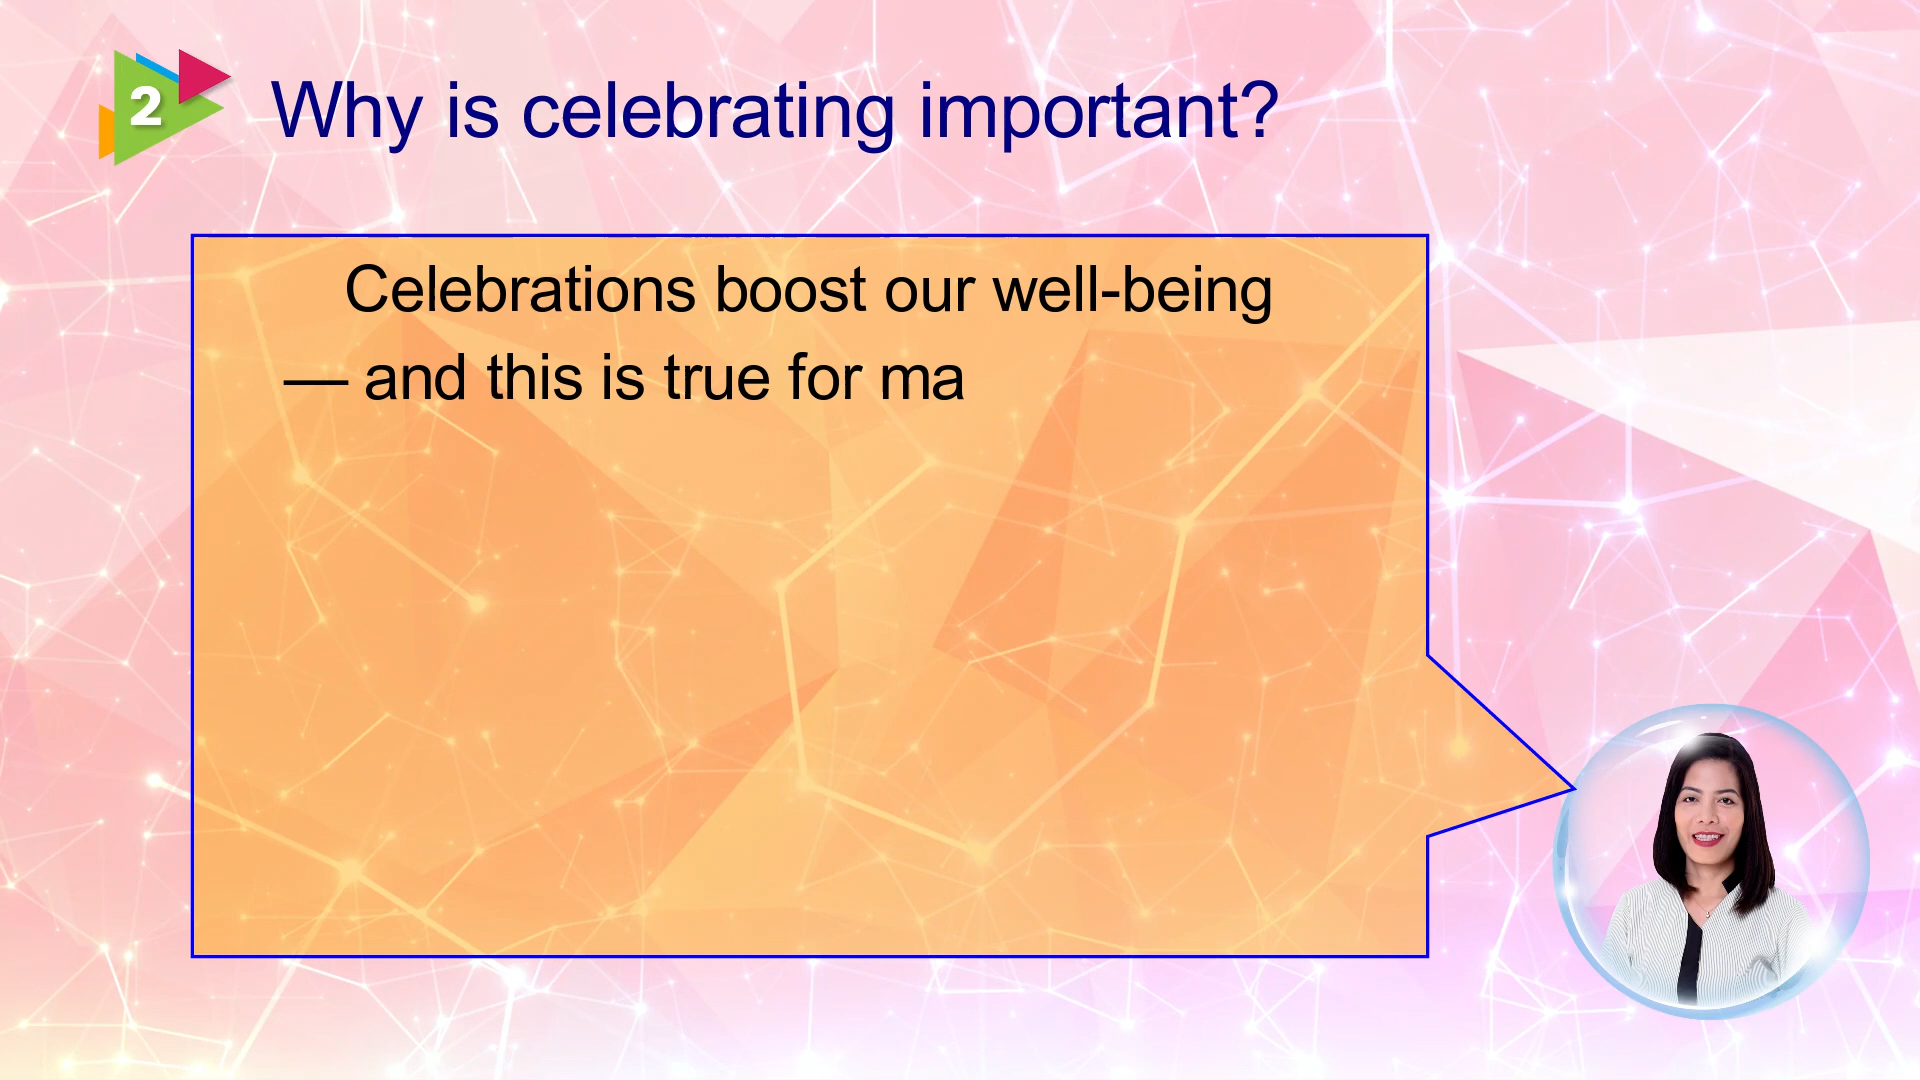 2
Why is celebrating important?
Celebrations boost our well-being
— and this is true for ma